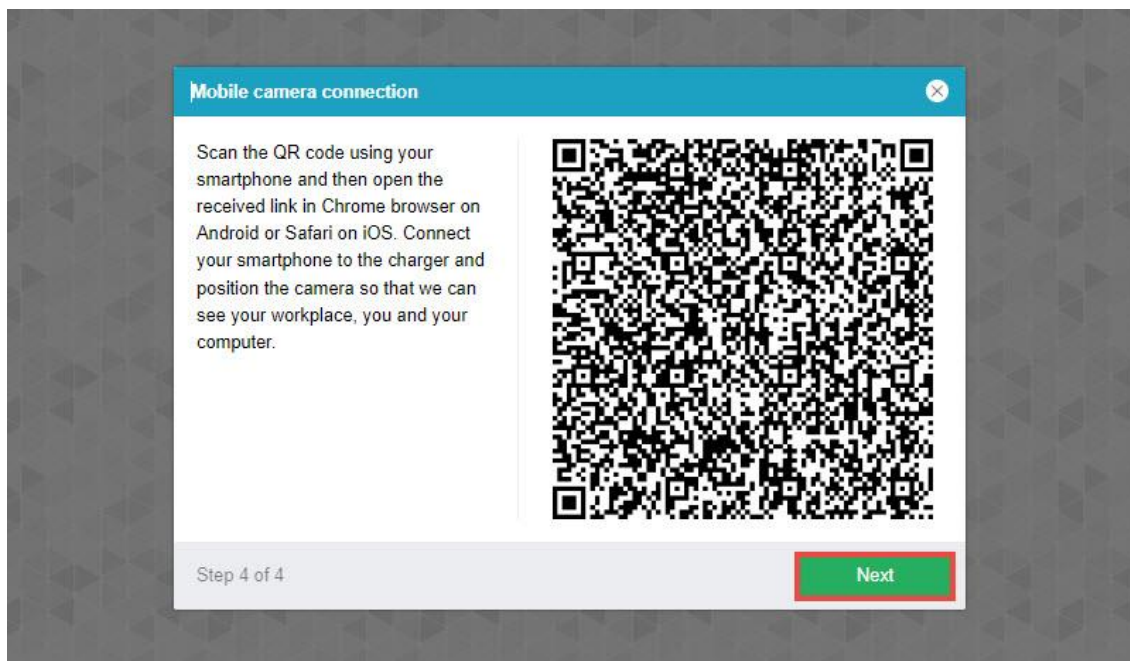 Mobile camera connection
Scan the QR code using your
smartphone and then open the
received link in Chrome browser on
Android or Safari on iOS. Connect
your smartphone to the charger and
position the camera so that we can
see your workplace, you and your
computer.
Step 4 of 4
Next